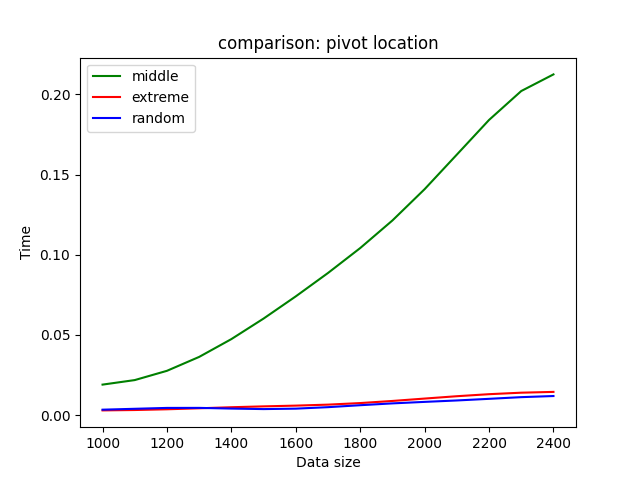 comparison: pivot location
middle
extreme
random
0.20
0.15
0.10
0.05
0.00
Time
1000 1200 1400 1600 1800 2000 2200 2400
Data size